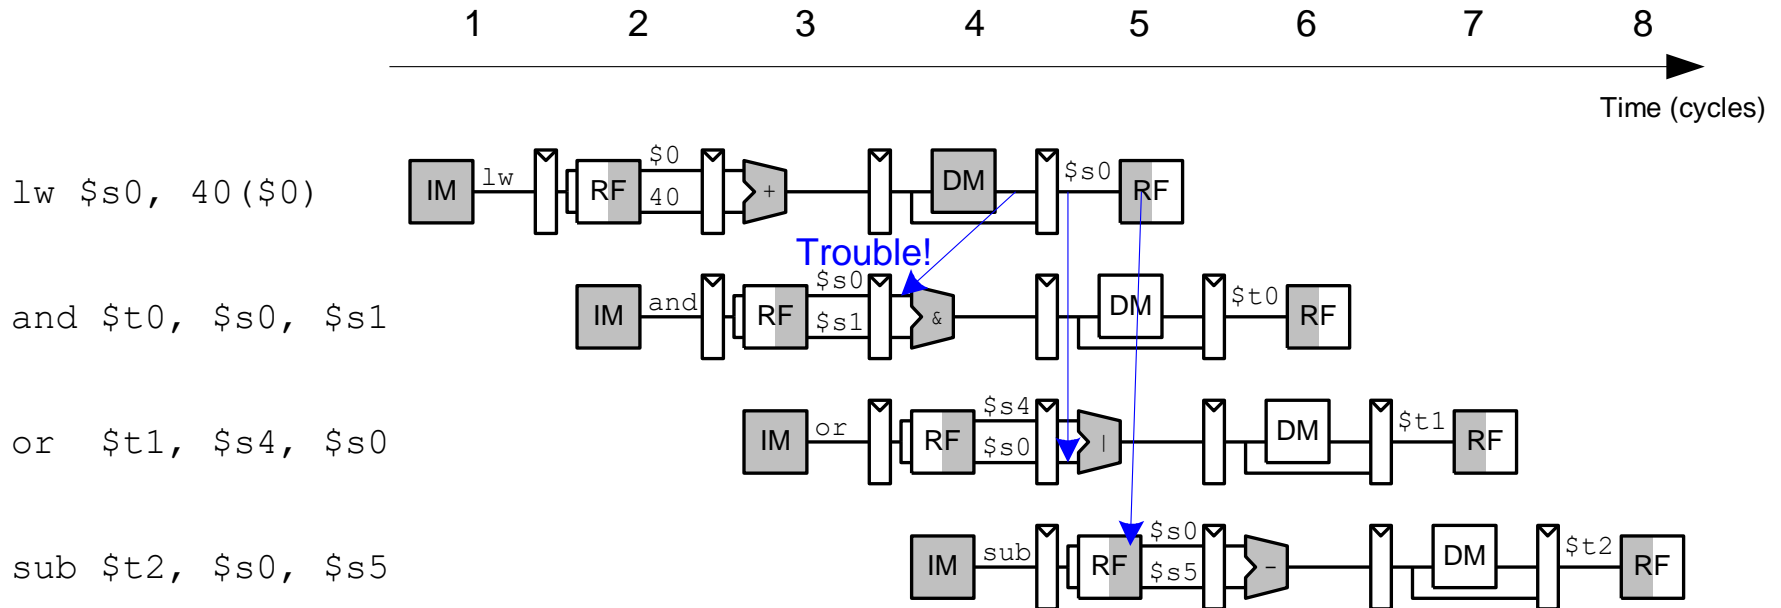 1 2 3 4 5 6 7 8
Time (cycles)
lw $s0, 40($0) IM lw RF $0 40 + DM $s0 RF
Trouble!
and $t0, $s0, $s1 IM and RF $s0 $s1 & DM $t0 RF
or $t1, $s4, $s0 IM or RF $s4 $s0 | DM $t1 RF
sub $t2, $s0, $s5 IM sub RF $s0 $s5 - DM $t2 RF